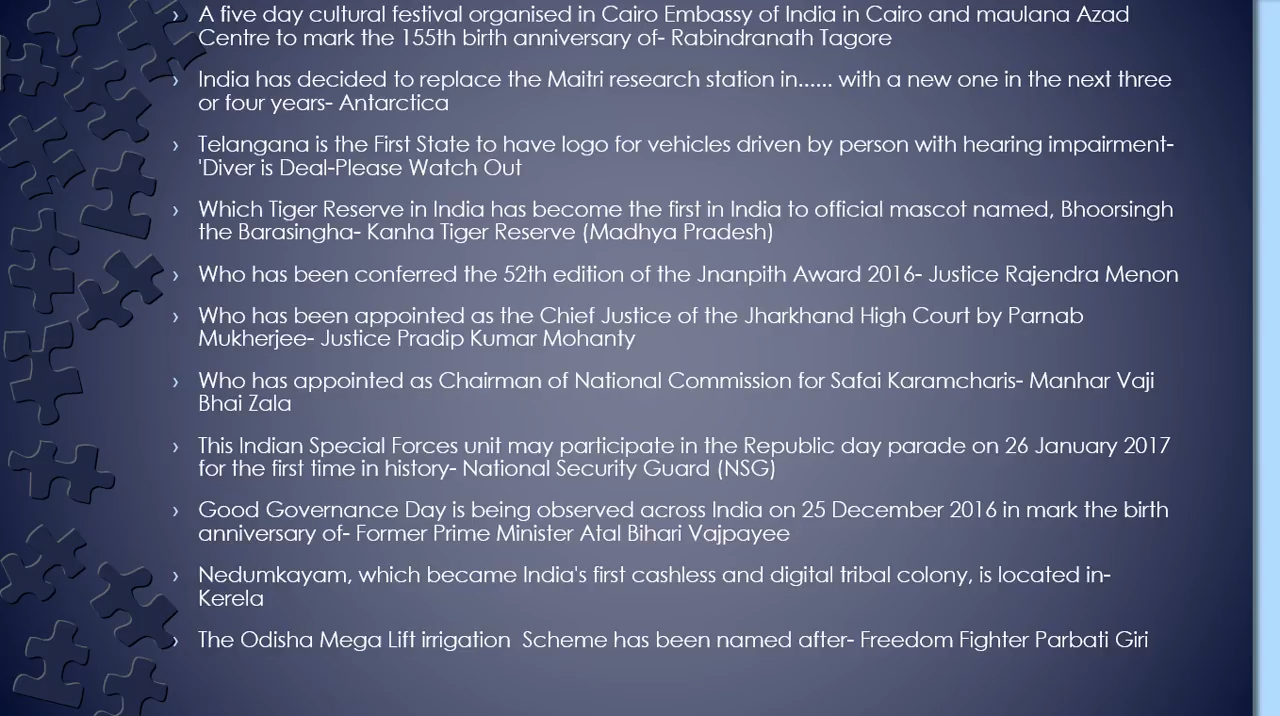 › A five day cultural festival organised in Cairo Embassy of India in Cairo and maulana Azad
Centre to mark the 155th birth anniversary of- Rabindranath Tagore
› India has decided to replace the Maitri research station in...... with a new one in the next three
or four years- Antarctica
› Telangana is the First State to have logo for vehicles driven by person with hearing impairment-
'Diver is Deal-Please Watch Out
› Which Tiger Reserve in India has become the first in India to official mascot named, Bhoorsingh
the Barasingha- Kanha Tiger Reserve (Madhya Pradesh)
› Who has been conferred the 52th edition of the Jnanpith Award 2016- Justice Rajendra Menon
› Who has been appointed as the Chief Justice of the Jharkhand High Court by Parnab
Mukherjee- Justice Pradip Kumar Mohanty
› Who has appointed as Chairman of National Commission for Safai Karamcharis- Manhar Vaji
Bhai Zala
› This Indian Special Forces unit may participate in the Republic day parade on 26 January 2017
for the first time in history- National Security Guard (NSG)
› Good Governance Day is being observed across India on 25 December 2016 in mark the birth
anniversary of- Former Prime Minister Atal Bihari Vajpayee
› Nedumkayam, which became India's first cashless and digital tribal colony, is located in-
Kerela
› The Odisha Mega Lift irrigation  Scheme has been named after- Freedom Fighter Parbati Giri